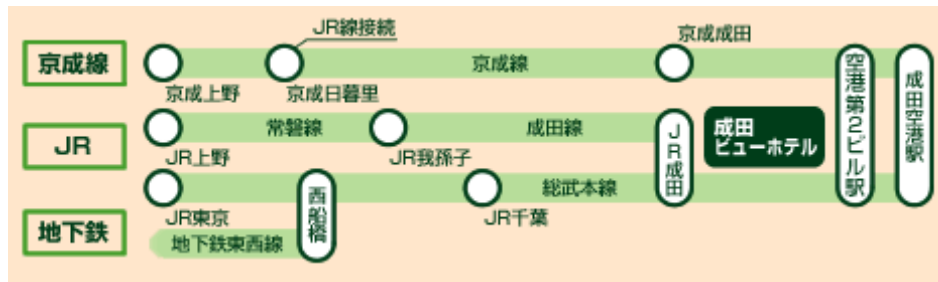 JR線接続
京成成田
京成線
京成線
京成上野
京成日暮里
空港第2ビル駅
成田空港駅
JR
常磐線
成田線
JR上野
JR我孫子
JR成田
成田
ビューホテル
総武本線
JR東京
西船橋
JR千葉
地下鉄
地下鉄東西線